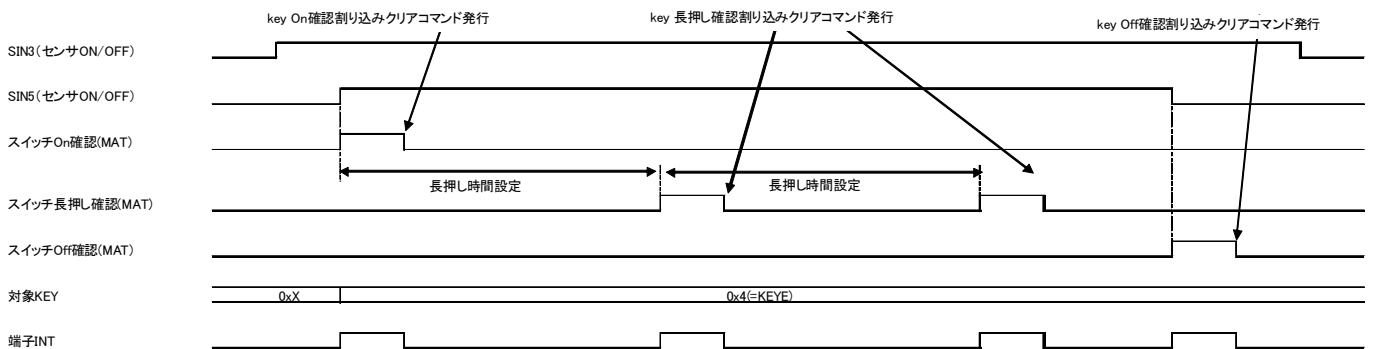 key On確認割り込みクリアコマンド発行
key 長押し確認割り込みクリアコマンド発行
key Off確認割り込みクリアコマンド発行
SIN3(センサON/OFF)
SIN5(センサON/OFF)
スイッチOn確認(MAT)
長押し時間設定
長押し時間設定
スイッチ長押し確認(MAT)
スイッチOff確認(MAT)
対象KEY
0xX
0x4(=KEYE)
端子INT